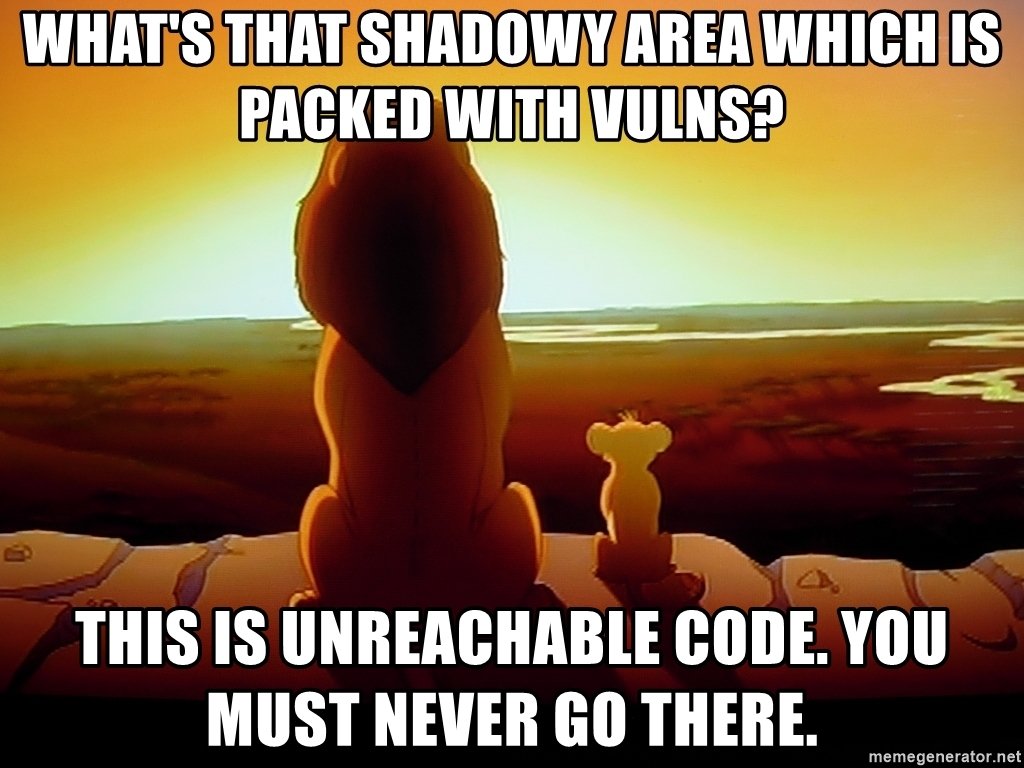 WHAT'S THAT SHADOWY AREA WHICH IS
PACKED WITH VULNS?
THIS IS UNREACHABLE CODE. YOU
MUST NEVER GO THERE.
memegenerator.net